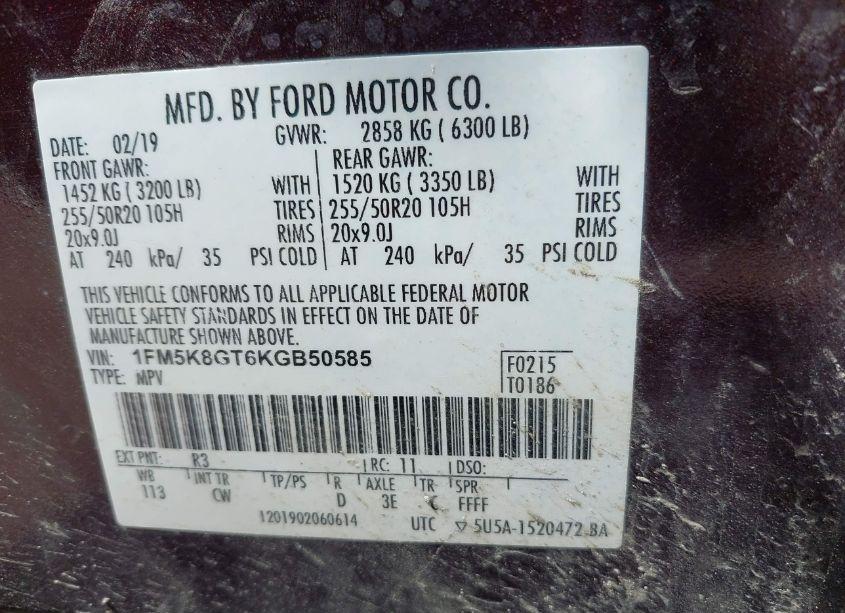 MFD. BY FORD MOTOR CO.
DATE: 02/19 GVWR: 2858 KG ( 6300 LB)
FRONT GAWR: REAR GAWR:
1452 KG ( 3200 LB) WITH 1520 KG ( 3350 LB) WITH
255/50R20 105H TIRES 255/50R20 105H TIRES
20x9.0J RIMS 20x9.0J RIMS
AT 240 kPa/ 35 PSI COLD AT 240 kPa/ 35 PSI COLD
THIS VEHICLE CONFORMS TO ALL APPLICABLE FEDERAL MOTOR
VEHICLE SAFETY STANDARDS IN EFFECT ON THE DATE OF
MANUFACTURE SHOWN ABOVE.
VIN: 1FM5K8GT6KGB50585 F0215
TYPE: MPV T0186
EXT PNT: R3 RC: 11 DSO:
WB INT TR TP/PS R AXLE TR SPR
113 CW D 3E C FFFF
1201902060614 UTC ▽ 5U5A-1520472-BA